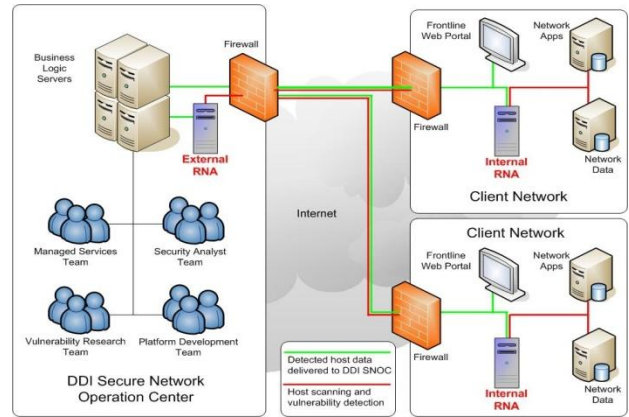 Business
Logic
Servers
Firewall
External
RNA
Managed Services
Team
Security Analyst
Team
Vulnerability Research
Team
Platform Development
Team
DDI Secure Network
Operation Center
Internet
Detected host data
delivered to DDI SNOC
Host scanning and
vulnerability detection
Frontline
Web Portal
Network
Apps
Firewall
Internal
RNA
Network
Data
Client Network
Client Network
Frontline
Web Portal
Network
Apps
Firewall
Internal
RNA
Network
Data